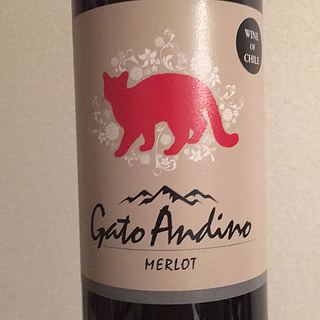 WINE
OF
CHILE
Gato Andino
MERLOT